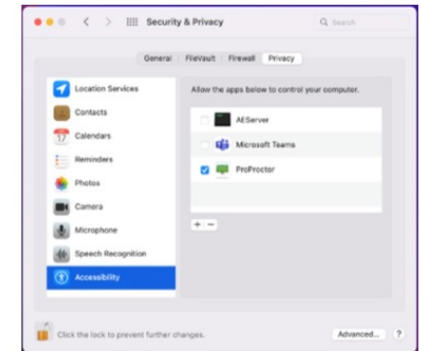 Security & Privacy
Search
General FileVault Firewall Privacy
Location Services
Contacts
17
Calendars
Reminders
Photos
Camera
Microphone
Speech Recognition
Accessibility
Allow the apps below to control your computer.
AEServer
Microsoft Teams
ProProctor
+ −
Click the lock to prevent further changes.
Advanced... ?